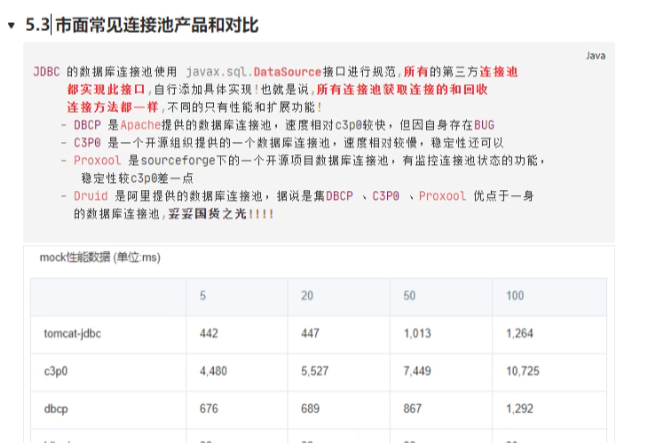 5.3 市面常见连接池产品和对比
Java
JDBC 的数据库连接池使用 javax.sql.DataSource接口进行规范,所有的第三方连接池
都实现此接口,自行添加具体实现!也就是说,所有连接池获取连接的和回收
连接方法都一样,不同的只有性能和扩展功能!
- DBCP 是Apache提供的数据库连接池，速度相对c3p0较快，但因自身存在BUG
- C3P0 是一个开源组织提供的一个数据库连接池，速度相对较慢，稳定性还可以
- Proxool 是sourceforge下的一个开源项目数据库连接池，有监控连接池状态的功能，
稳定性较c3p0差一点
- Druid 是阿里提供的数据库连接池，据说是集DBCP 、C3P0 、Proxool 优点于一身
的数据库连接池,妥妥国货之光!!!!
mock性能数据 (单位:ms)
5 20 50 100
tomcat-jdbc 442 447 1,013 1,264
c3p0 4,480 5,527 7,449 10,725
dbcp 676 689 867 1,292